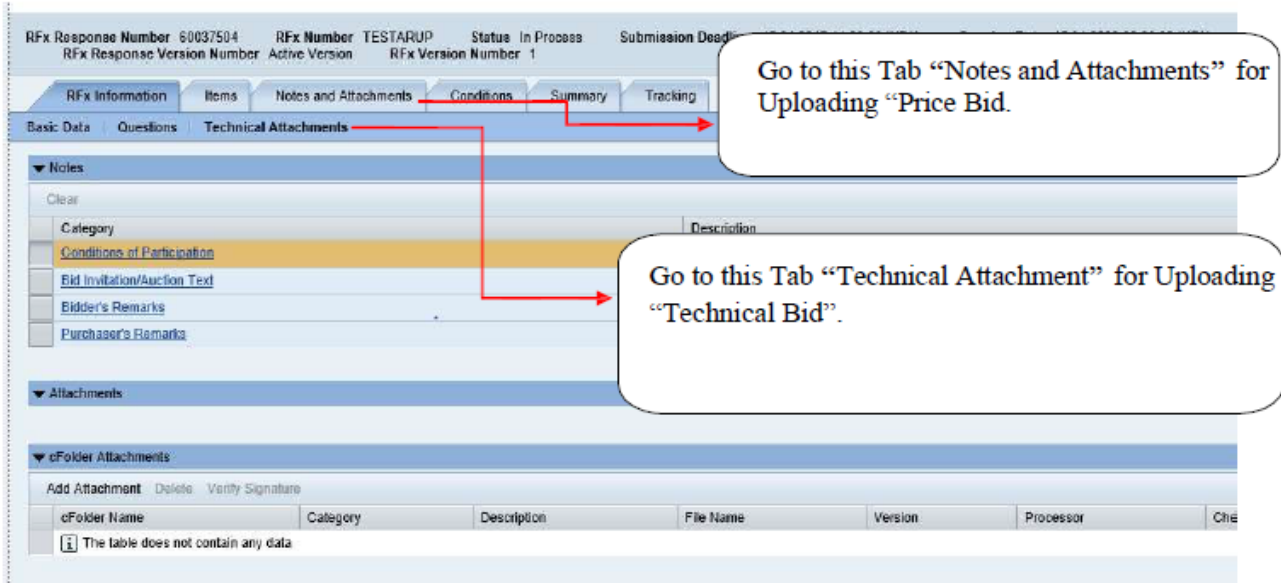 RFx Response Number 60037504 RFx Number TESTARUP Status In Process Submission
RFx Response Version Number Active Version RFx Version Number 1
RFx Information Items Notes and Attachments Conditions Summary Tracking
Go to this Tab “Notes and Attachments” for
Uploading “Price Bid.
Basic Data Questions Technical Attachments
Notes
Clear
Category Description
Conditions of Participation
Bid Invitation/Auction Text
Bidder's Remarks
Purchaser's Remarks
Go to this Tab “Technical Attachment” for Uploading
“Technical Bid”.
Attachments
cFolder Attachments
Add Attachment Delete Verify Signature
cFolder Name Category Description File Name Version Processor Che
The table does not contain any data